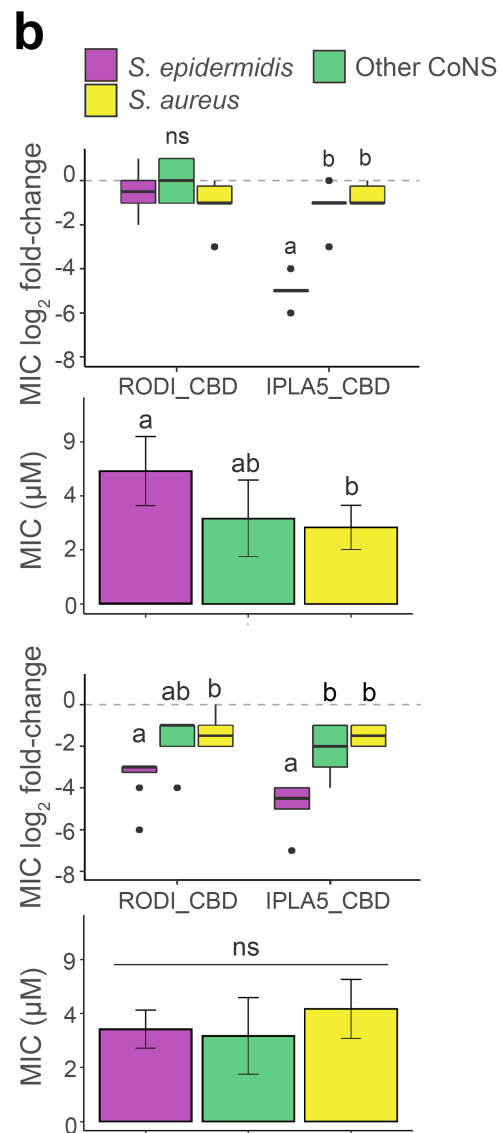 b
S. epidermidis
Other CoNS
S. aureus
ns
b b
a
0
-2
-4
-6
-8
MIC log2 fold-change
RODI_CBD IPLA5_CBD
a
ab
b
9
4
2
0
MIC (µM)
ab b b b
a
a
0
-2
-4
-6
-8
MIC log2 fold-change
RODI_CBD IPLA5_CBD
ns
9
4
2
0
MIC (µM)